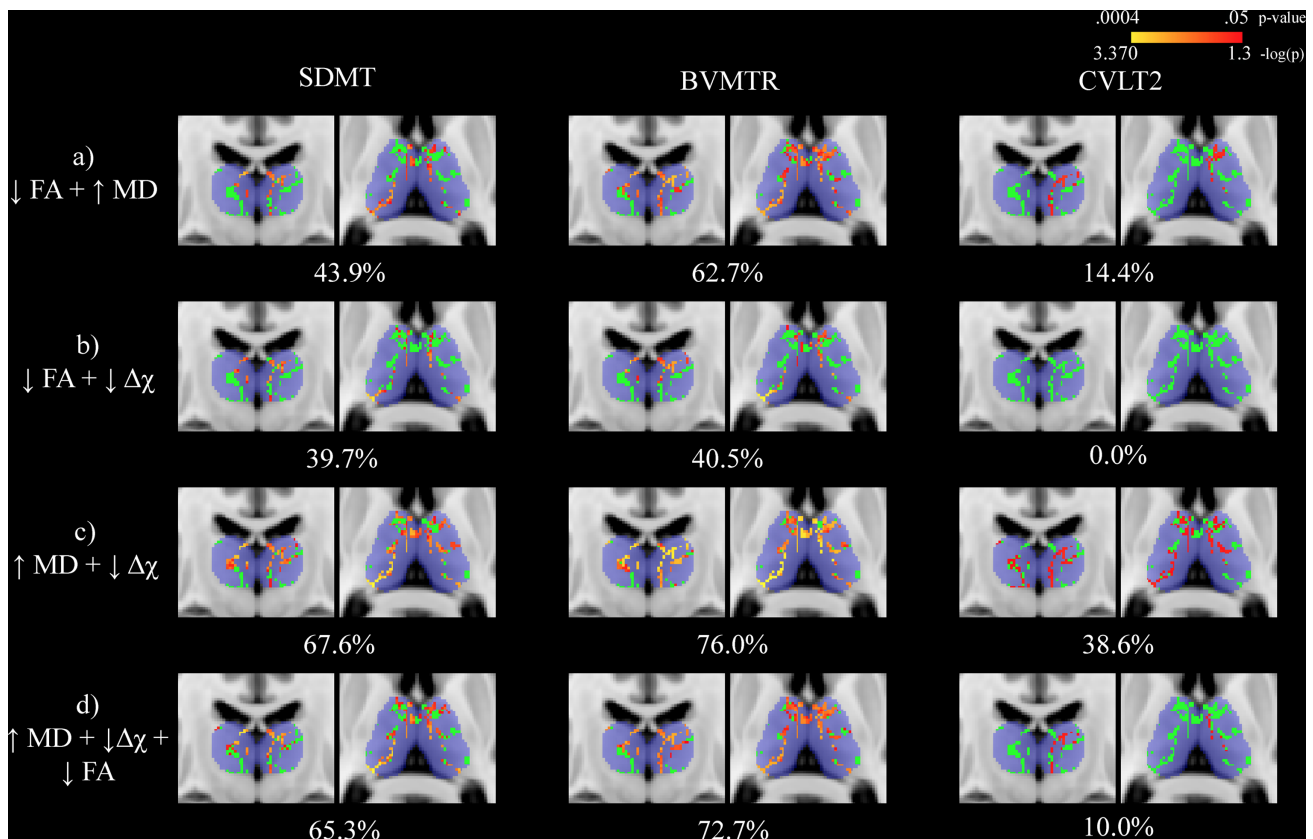 .0004 .05 p-value
3.370 1.3 -log(p)
SDMT BVMTR CVLT2
a)
↓ FA + ↑ MD
43.9% 62.7% 14.4%
b)
↓ FA + ↓ Δχ
39.7% 40.5% 0.0%
c)
↑ MD + ↓ Δχ
67.6% 76.0% 38.6%
d)
↑ MD + ↓Δχ +
↓ FA
65.3% 72.7% 10.0%